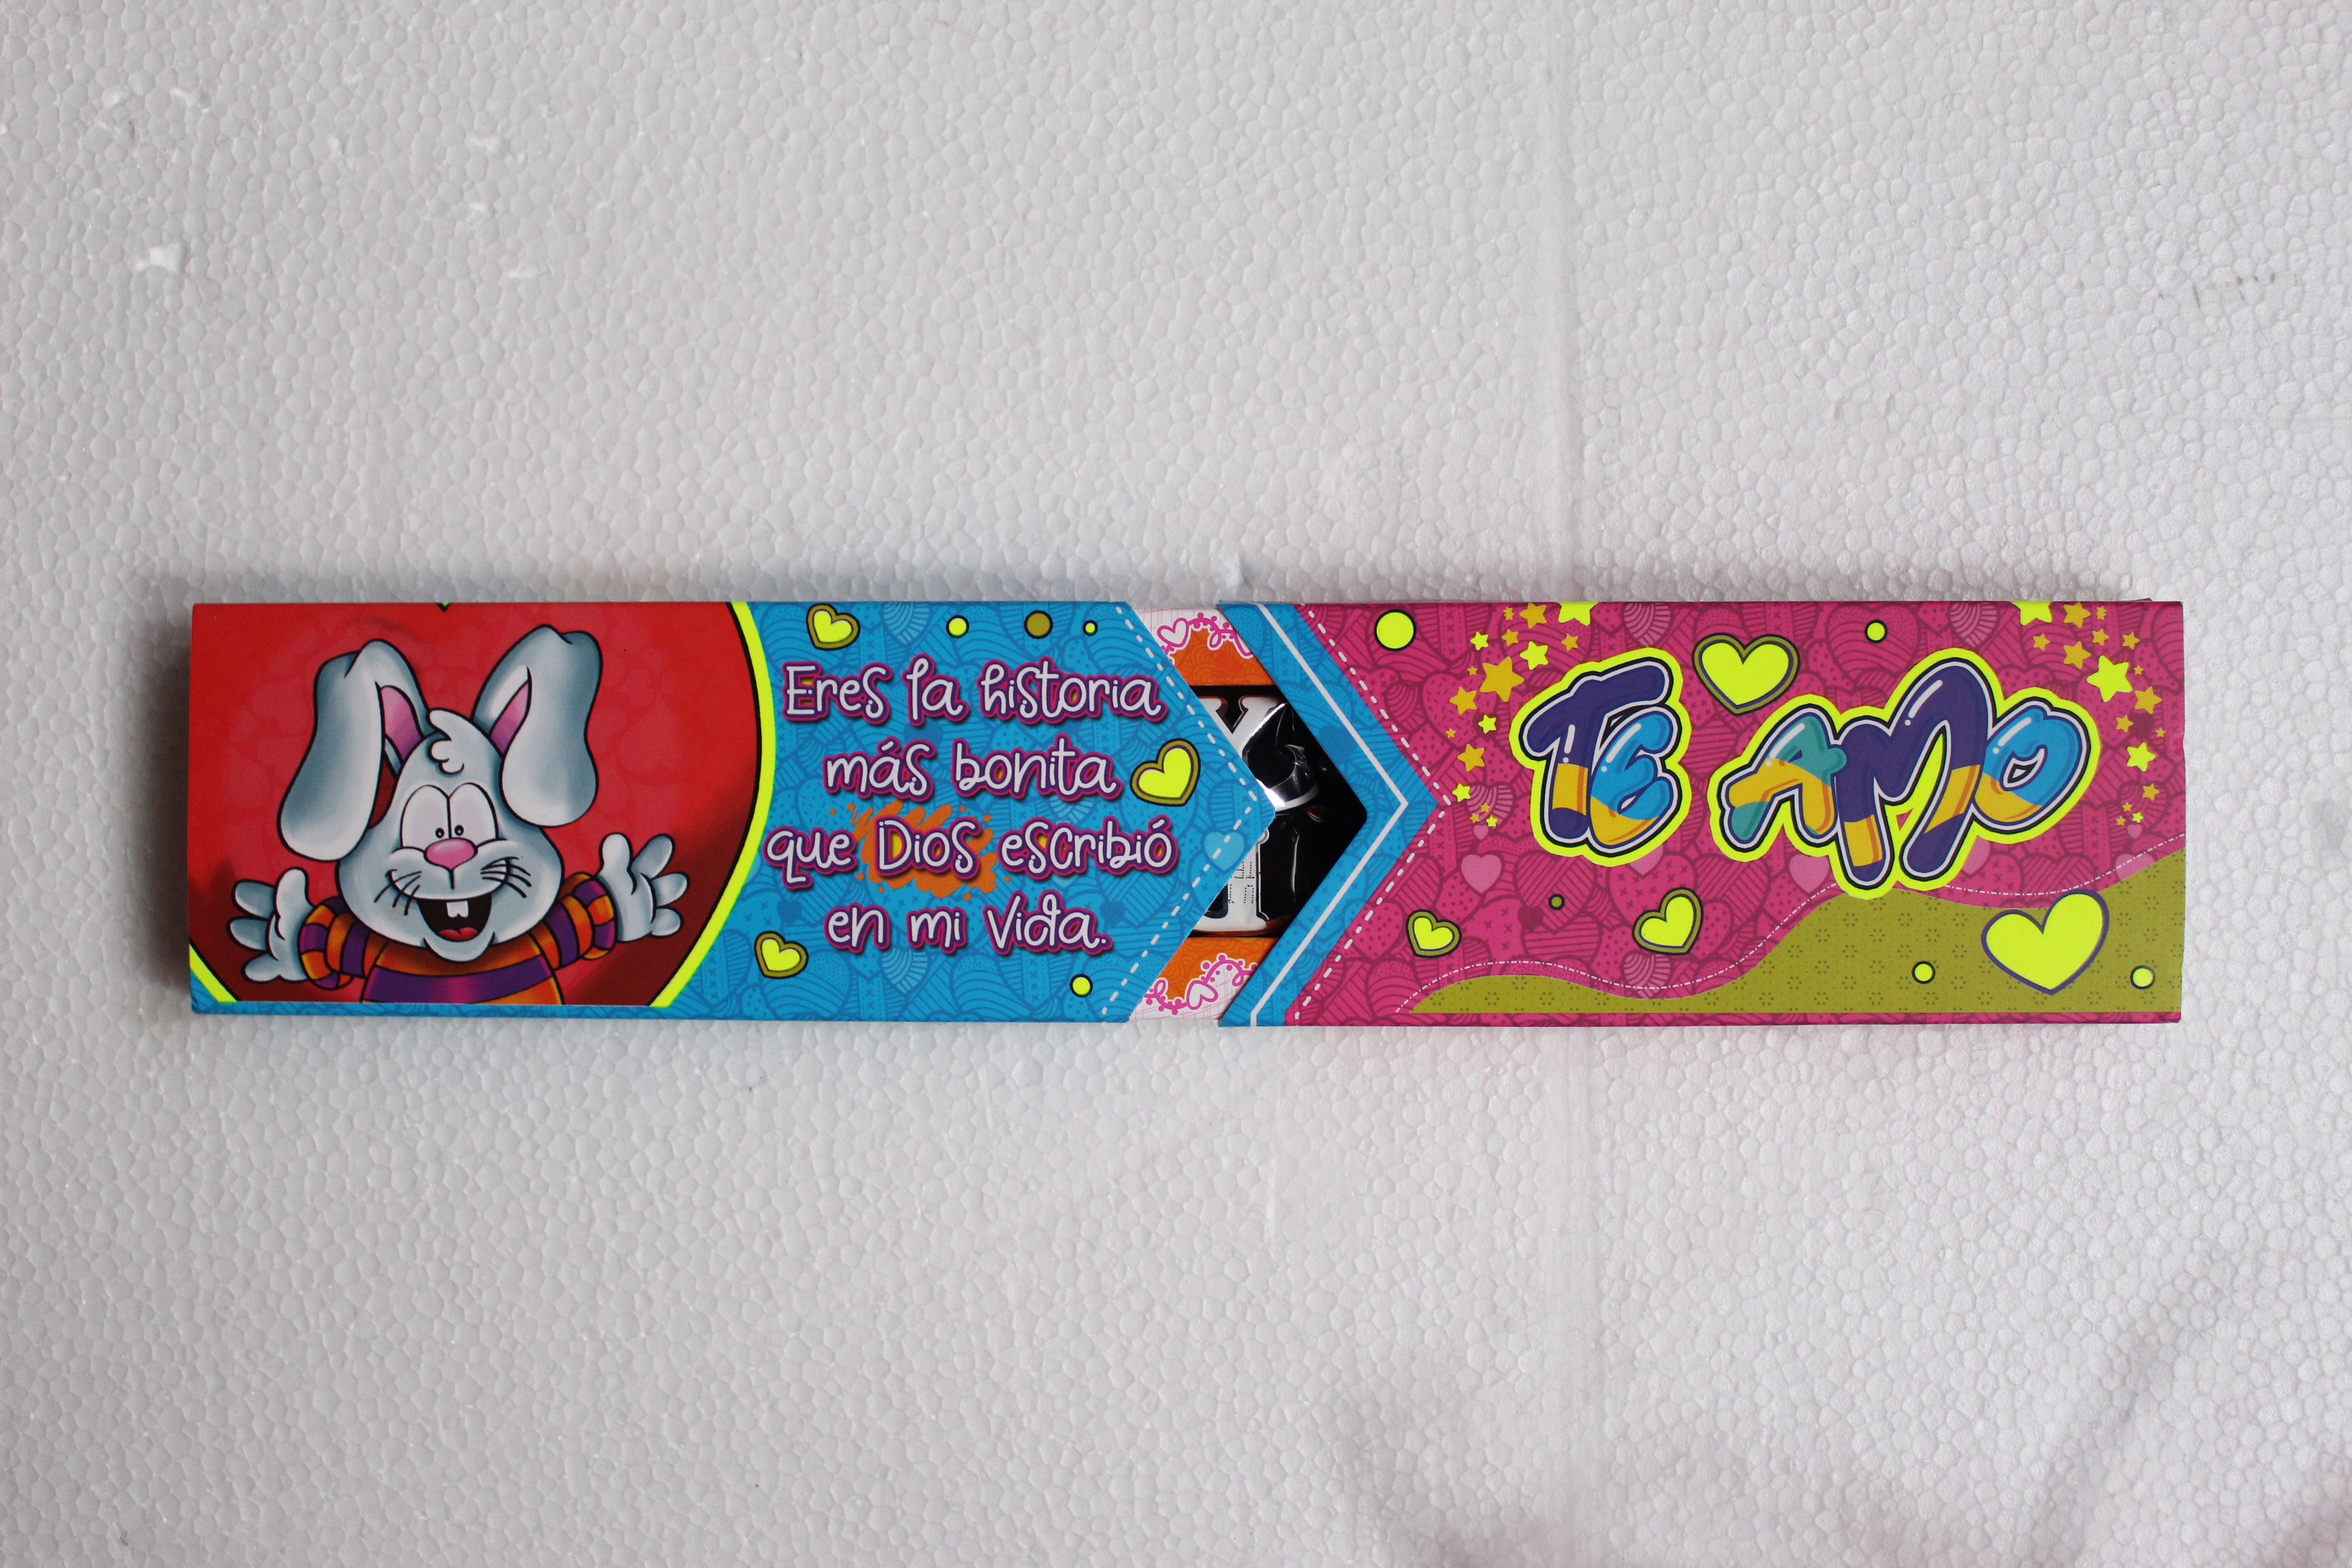 Eres la historia
más bonita
que Dios escribió
en mi vida.
TE AMO